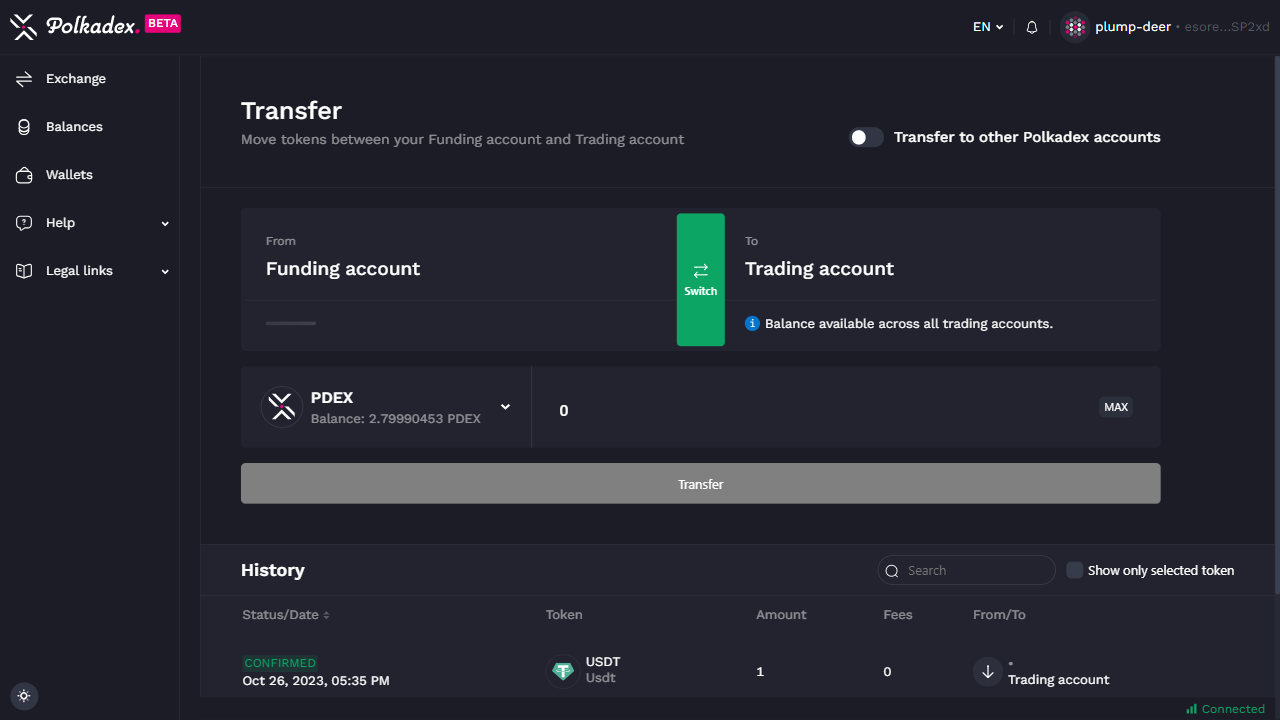 Polkadex. BETA
EN
plump-deer • esore...SP2xd
Exchange
Balances
Wallets
Help
Legal links
Transfer
Move tokens between your Funding account and Trading account
Transfer to other Polkadex accounts
From
Funding account
Switch
To
Trading account
Balance available across all trading accounts.
PDEX
Balance: 2.79990453 PDEX
0
MAX
Transfer
History
Search
Show only selected token
Status/Date Token Amount Fees From/To
CONFIRMED
Oct 26, 2023, 05:35 PM
USDT
Usdt
1
0
•
Trading account
Connected